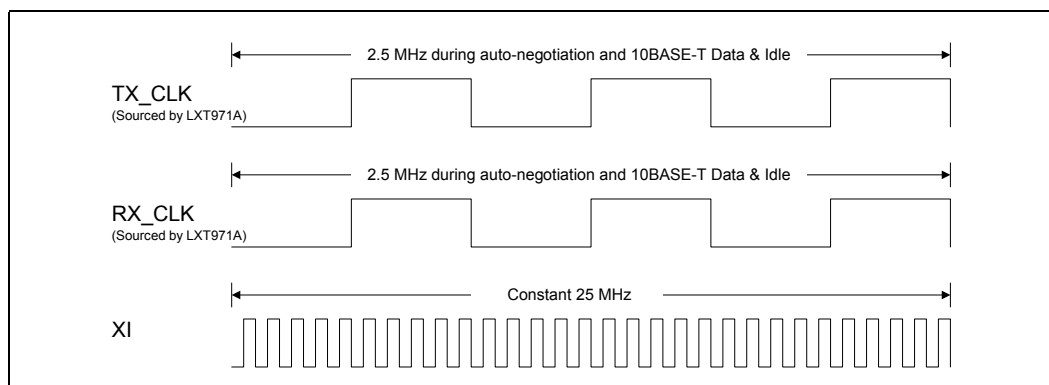 2.5 MHz during auto-negotiation and 10BASE-T Data & Idle
TX_CLK
(Sourced by LXT971A)
2.5 MHz during auto-negotiation and 10BASE-T Data & Idle
RX_CLK
(Sourced by LXT971A)
Constant 25 MHz
XI